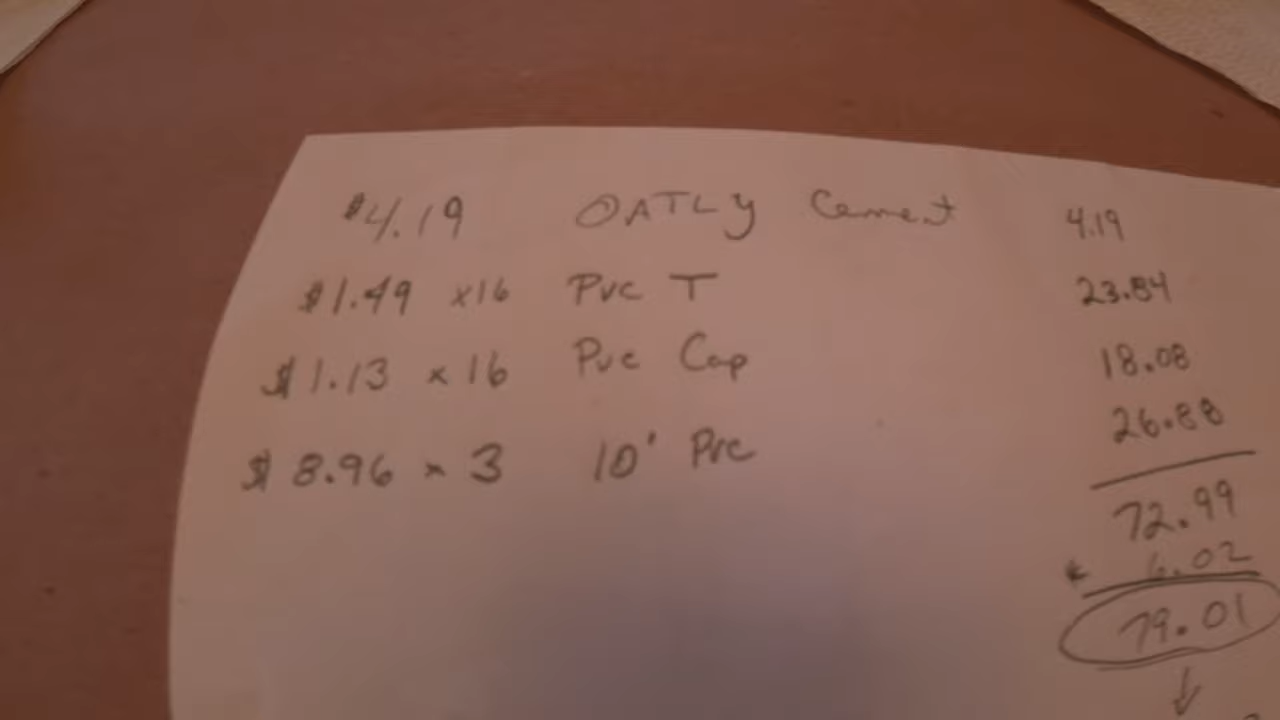 $4.19 OATLy Cement 4.19
$1.49 x16 Pvc T 23.84
$1.13 x 16 Pvc Cap 18.08
$8.96 x 3 10' Pvc 26.88
72.99
6.02
79.01